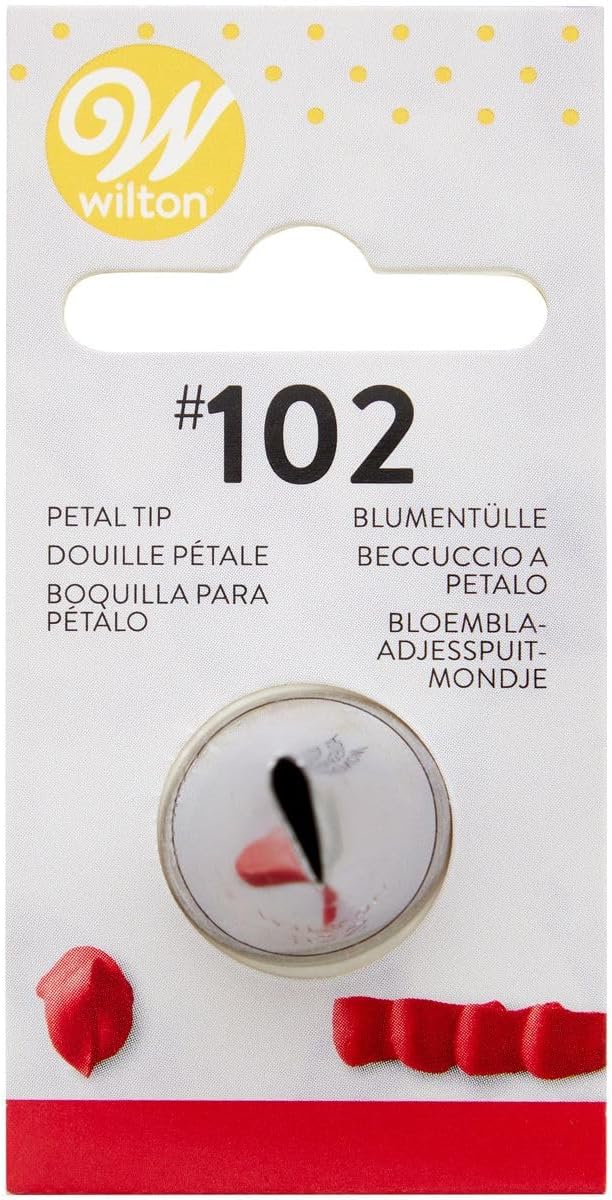 wilton®
#102
PETAL TIP
DOUILLE PÉTALE
BOQUILLA PARA
PÉTALO
BLUMENTÜLLE
BECCUCCIO A
PETALO
BLOEMBLA-
ADJESSPUIT-
MONDJE